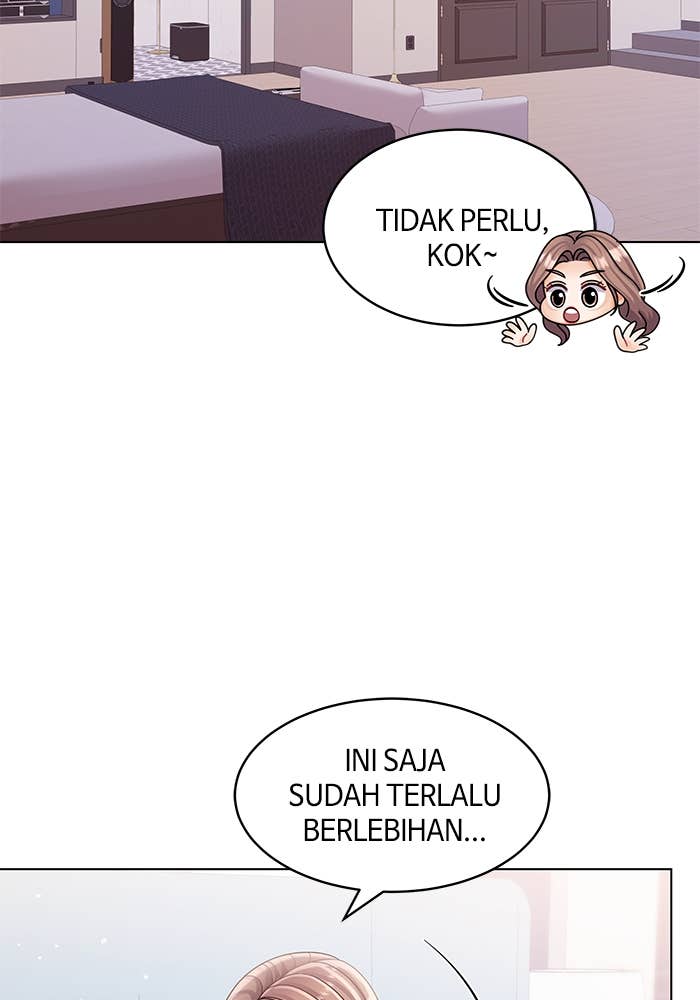 TIDAK PERLU,
KOK~
INI SAJA
SUDAH TERLALU
BERLEBIHAN...